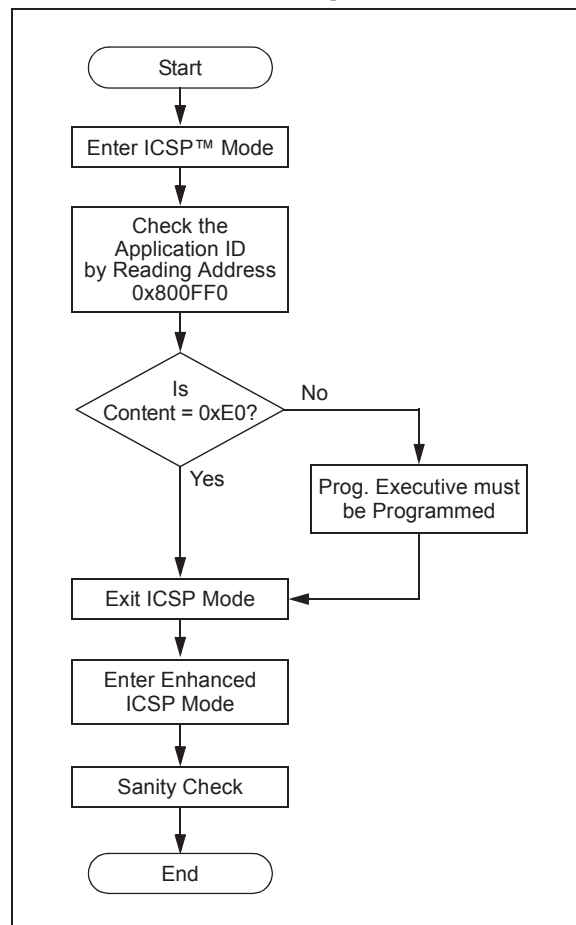 Start
Enter ICSP™ Mode
Check the
Application ID
by Reading Address
0x800FF0
Is
Content = 0xE0?
No
Yes
Prog. Executive must
be Programmed
Exit ICSP Mode
Enter Enhanced
ICSP Mode
Sanity Check
End